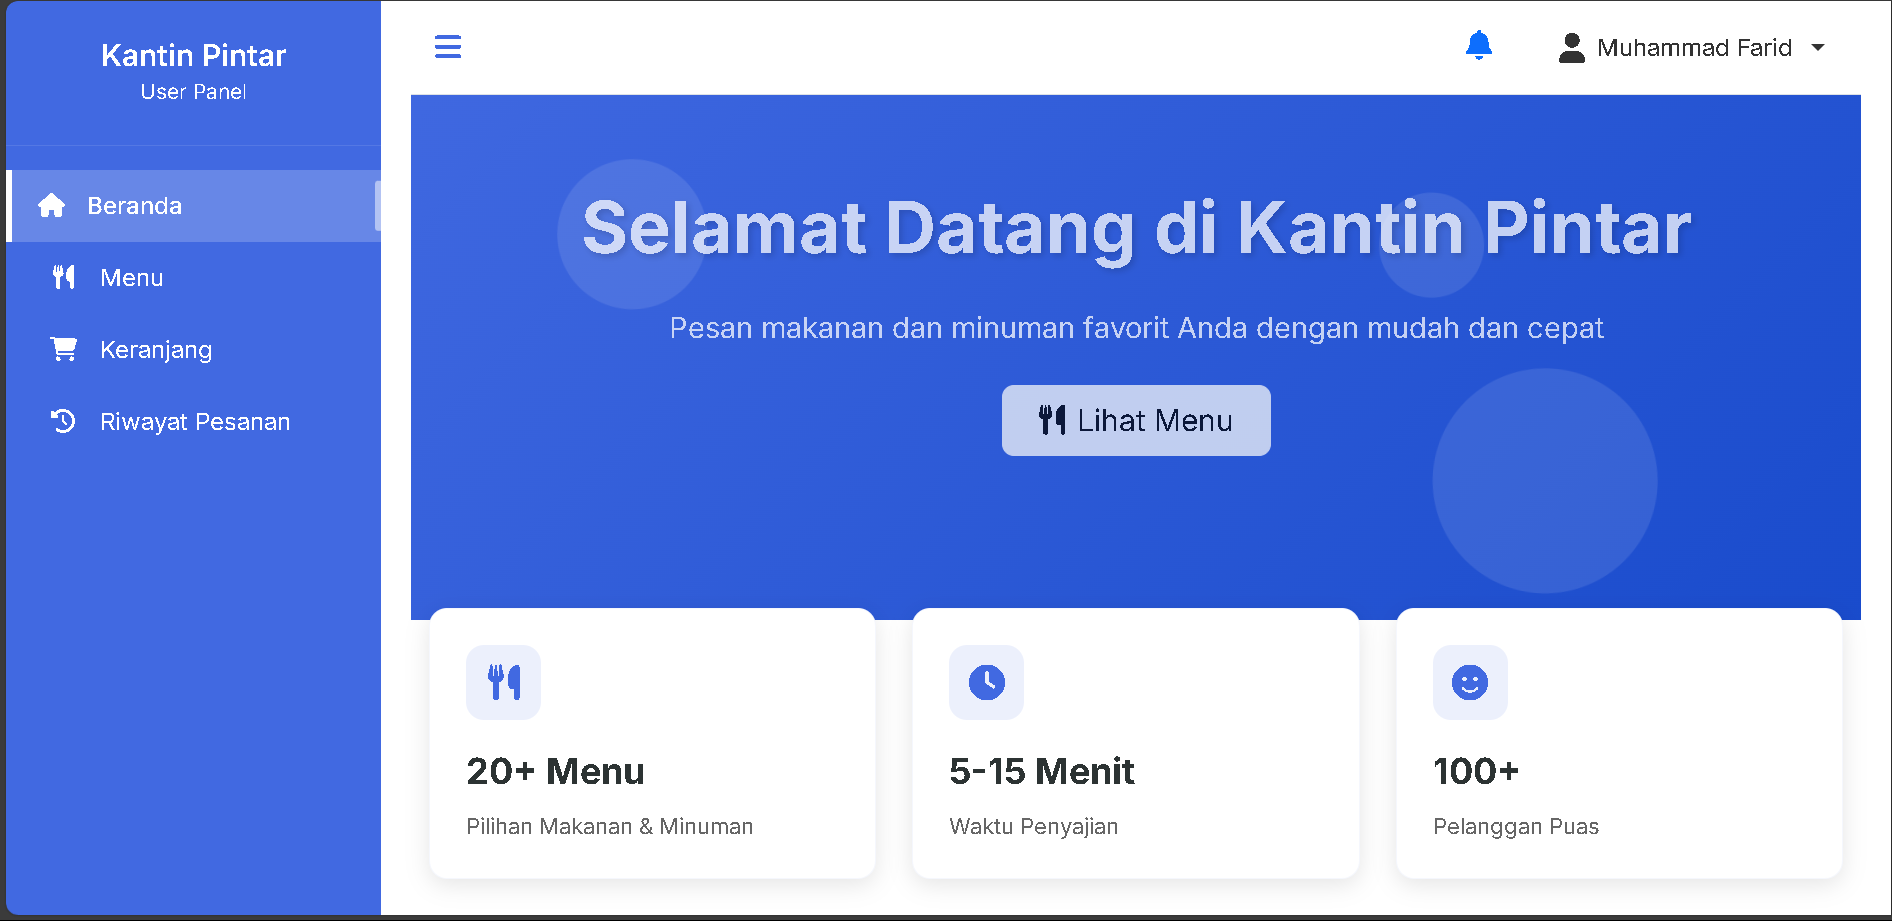 Kantin Pintar
User Panel
Beranda
Menu
Keranjang
Riwayat Pesanan
Muhammad Farid
Selamat Datang di Kantin Pintar
Pesan makanan dan minuman favorit Anda dengan mudah dan cepat
Lihat Menu
20+ Menu
Pilihan Makanan & Minuman
5-15 Menit
Waktu Penyajian
100+
Pelanggan Puas